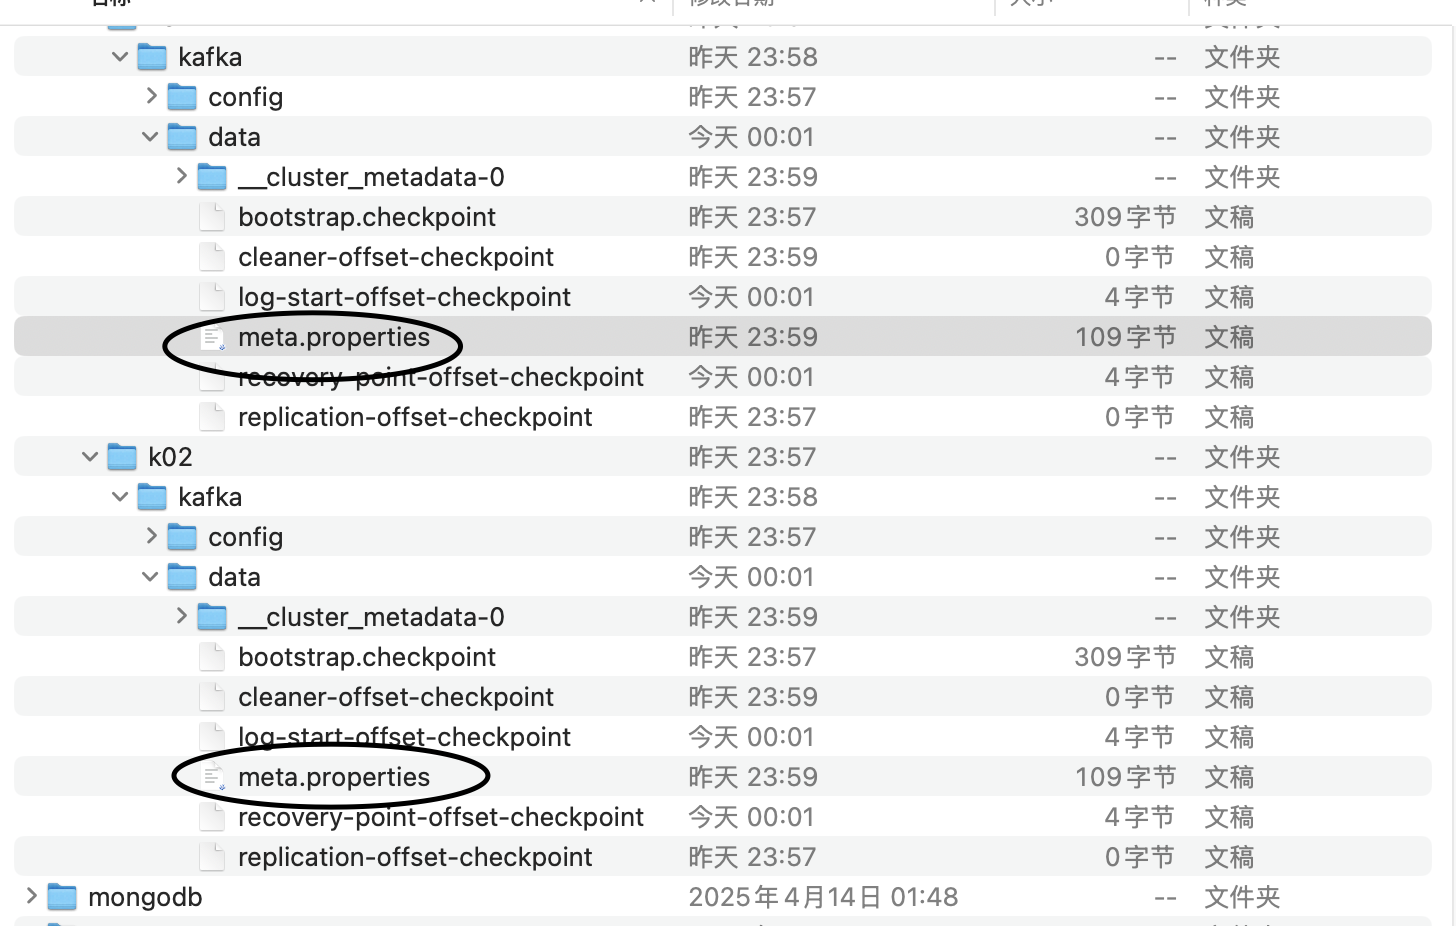 名称 修改日期 大小 种类
kafka 昨天 23:58 -- 文件夹
config 昨天 23:57 -- 文件夹
data 今天 00:01 -- 文件夹
__cluster_metadata-0 昨天 23:59 -- 文件夹
bootstrap.checkpoint 昨天 23:57 309字节 文稿
cleaner-offset-checkpoint 昨天 23:59 0字节 文稿
log-start-offset-checkpoint 今天 00:01 4字节 文稿
meta.properties 昨天 23:59 109字节 文稿
recovery-point-offset-checkpoint 今天 00:01 4字节 文稿
replication-offset-checkpoint 昨天 23:57 0字节 文稿
k02 昨天 23:57 -- 文件夹
kafka 昨天 23:58 -- 文件夹
config 昨天 23:57 -- 文件夹
data 今天 00:01 -- 文件夹
__cluster_metadata-0 昨天 23:59 -- 文件夹
bootstrap.checkpoint 昨天 23:57 309字节 文稿
cleaner-offset-checkpoint 昨天 23:59 0字节 文稿
log-start-offset-checkpoint 今天 00:01 4字节 文稿
meta.properties 昨天 23:59 109字节 文稿
recovery-point-offset-checkpoint 今天 00:01 4字节 文稿
replication-offset-checkpoint 昨天 23:57 0字节 文稿
mongodb 2025年4月14日 01:48 -- 文件夹